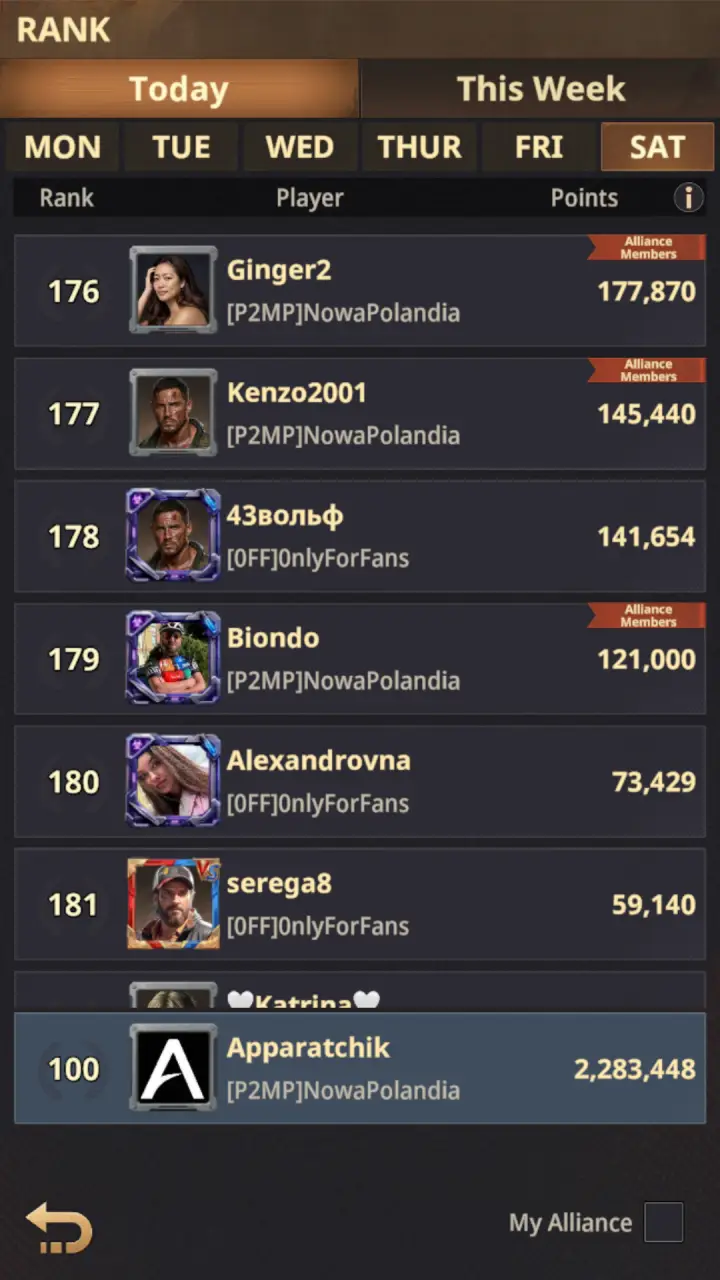 RANK
Today
This Week
MON
TUE
WED
THUR
FRI
SAT
Rank
Player
Points
Alliance
Members
176
Ginger2
[P2MP]NowaPolandia
177,870
Alliance
Members
177
Kenzo2001
[P2MP]NowaPolandia
145,440
178
43вольф
[0FF]0nlyForFans
141,654
Alliance
Members
179
Biondo
[P2MP]NowaPolandia
121,000
180
Alexandrovna
[0FF]0nlyForFans
73,429
181
serega8
[0FF]0nlyForFans
59,140
🤍Katrina🤍
100
Apparatchik
[P2MP]NowaPolandia
2,283,448
My Alliance